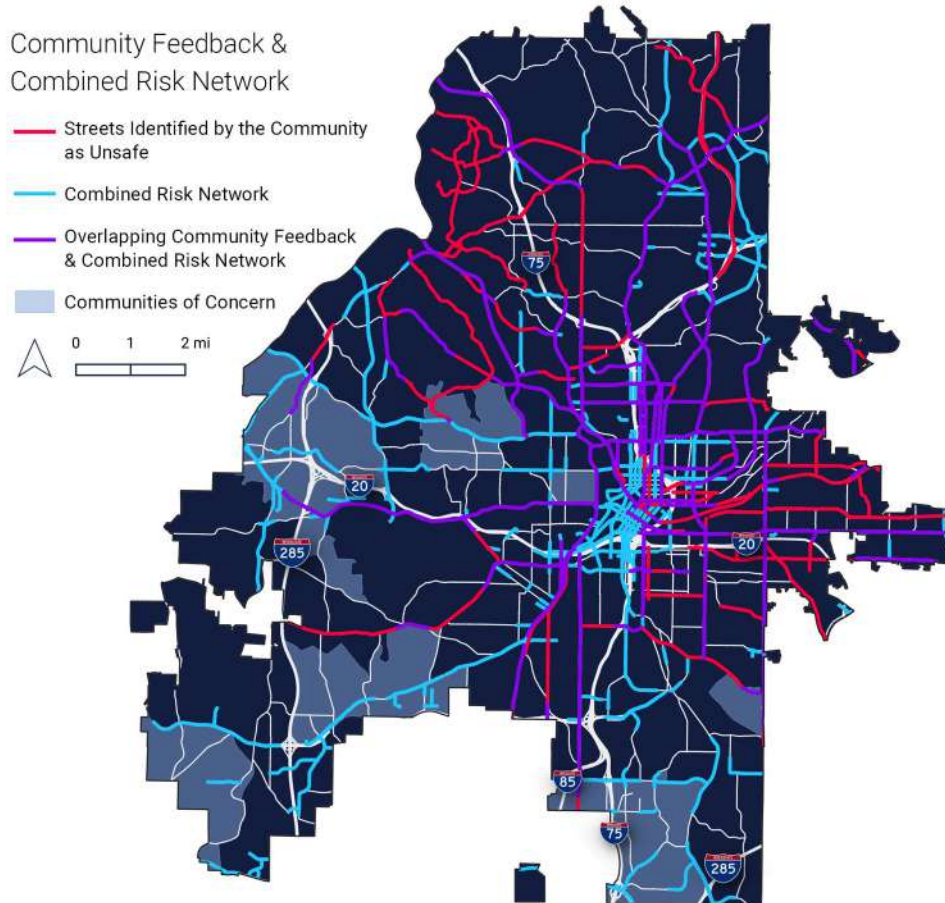 Community Feedback &
Combined Risk Network
Streets Identified by the Community
as Unsafe
Combined Risk Network
Overlapping Community Feedback
& Combined Risk Network
Communities of Concern
0 1 2 mi
75
20
285
20
85
75
285